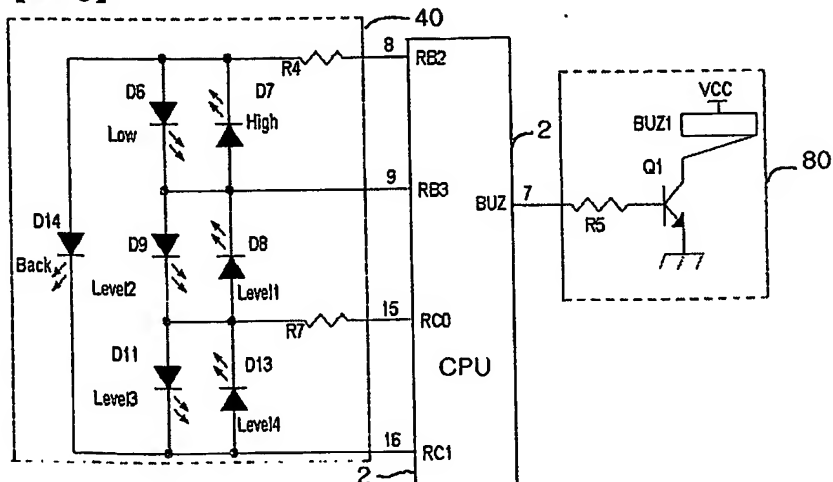 40
8
R4
RB2
D6
D7
Low
High
VCC
BUZ1
2
80
9
RB3
Q1
BUZ
7
R5
D14
D9
D8
Back
Level2
Level1
15
R7
RC0
CPU
D11
D13
Level3
Level4
16
RC1
2